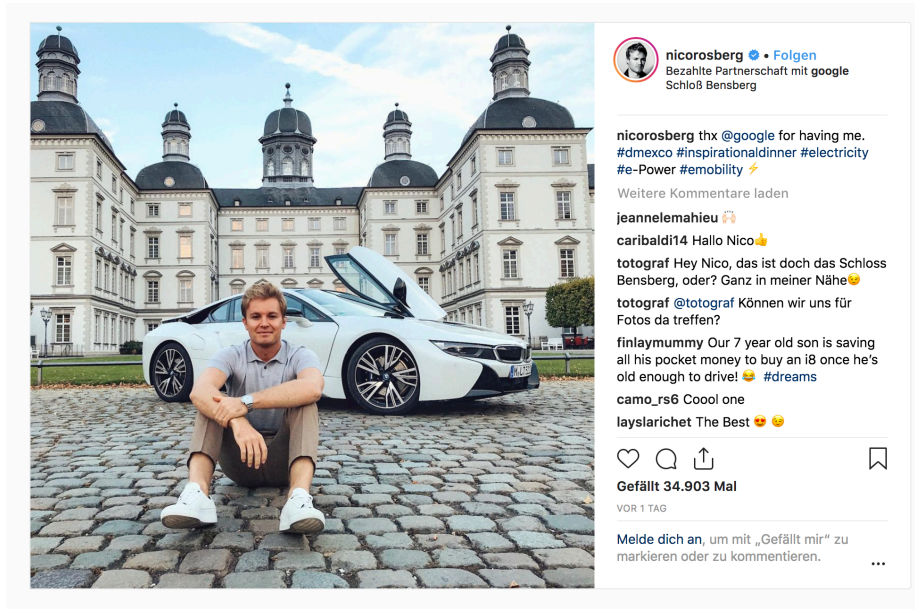 nicorosberg • Folgen
Bezahlte Partnerschaft mit google
Schloß Bensberg
nicorosberg thx @google for having me.
#dmexco #inspirationaldinner #electricity
#e-Power #emobility ⚡
Weitere Kommentare laden
jeannelemahieu 🙌🏻
caribaldi14 Hallo Nico👍
totograf Hey Nico, das ist doch das Schloss
Bensberg, oder? Ganz in meiner Nähe😉
totograf @totograf Können wir uns für
Fotos da treffen?
finlaymummy Our 7 year old son is saving
all his pocket money to buy an i8 once he's
old enough to drive! 😂 #dreams
camo_rs6 Coool one
layslarichet The Best 😍 😉
Gefällt 34.903 Mal
VOR 1 TAG
Melde dich an, um mit „Gefällt mir“ zu
markieren oder zu kommentieren.